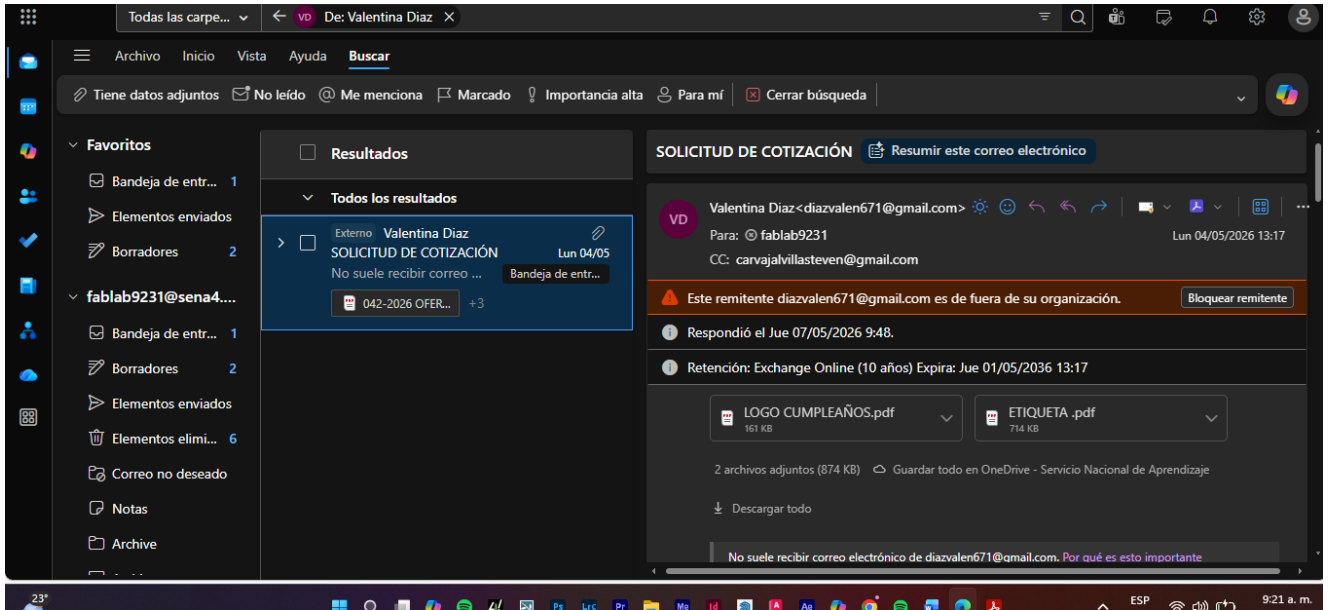 Todas las carpe...
VD De: Valentina Diaz
Archivo Inicio Vista Ayuda Buscar
Tiene datos adjuntos No leído Me menciona Marcado Importancia alta Para mí Cerrar búsqueda
Favoritos
Bandeja de entr... 1
Elementos enviados
Borradores 2
fablab9231@sena4....
Bandeja de entr... 1
Borradores 2
Elementos enviados
Elementos elimi... 6
Correo no deseado
Notas
Archive
Resultados
Todos los resultados
Externo Valentina Diaz
SOLICITUD DE COTIZACIÓN Lun 04/05
No suele recibir correo ... Bandeja de entr...
042-2026 OFER... +3
SOLICITUD DE COTIZACIÓN Resumir este correo electrónico
VD
Valentina Diaz<diazvalen671@gmail.com>
Para: fablab9231 Lun 04/05/2026 13:17
CC: carvajalvillasteven@gmail.com
Este remitente diazvalen671@gmail.com es de fuera de su organización. Bloquear remitente
Respondió el Jue 07/05/2026 9:48.
Retención: Exchange Online (10 años) Expira: Jue 01/05/2036 13:17
LOGO CUMPLEAÑOS.pdf
161 KB
ETIQUETA .pdf
714 KB
2 archivos adjuntos (874 KB) Guardar todo en OneDrive - Servicio Nacional de Aprendizaje
Descargar todo
No suele recibir correo electrónico de diazvalen671@gmail.com. Por qué es esto importante
23°
Ps Lrc Pr Me Id Ae
ESP
9:21 a. m.